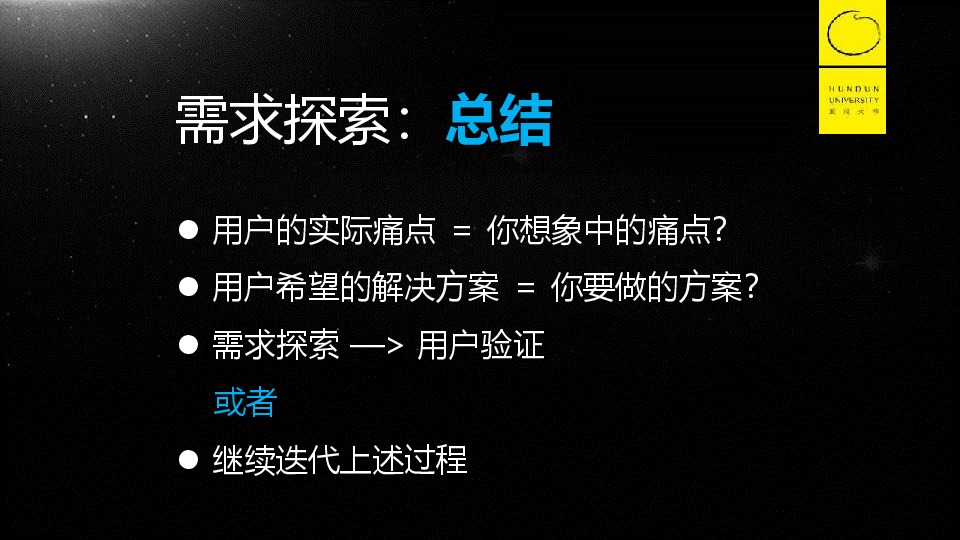 HUNDUN
UNIVERSITY
混沌大学
需求探索：总结
● 用户的实际痛点 = 你想象中的痛点？
● 用户希望的解决方案 = 你要做的方案？
● 需求探索 —> 用户验证
或者
● 继续迭代上述过程